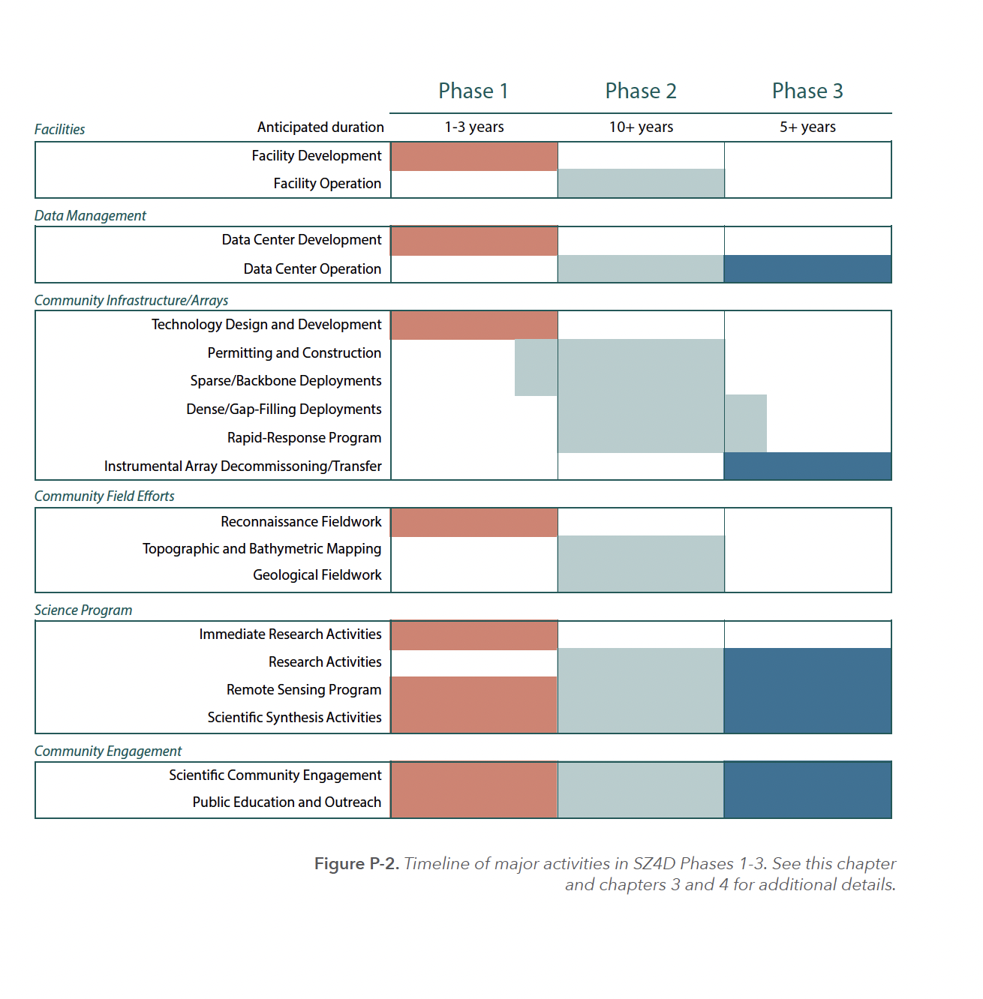 Phase 1 Phase 2 Phase 3
Facilities Anticipated duration 1-3 years 10+ years 5+ years
Facility Development
Facility Operation
Data Management
Data Center Development
Data Center Operation
Community Infrastructure/Arrays
Technology Design and Development
Permitting and Construction
Sparse/Backbone Deployments
Dense/Gap-Filling Deployments
Rapid-Response Program
Instrumental Array Decommissoning/Transfer
Community Field Efforts
Reconnaissance Fieldwork
Topographic and Bathymetric Mapping
Geological Fieldwork
Science Program
Immediate Research Activities
Research Activities
Remote Sensing Program
Scientific Synthesis Activities
Community Engagement
Scientific Community Engagement
Public Education and Outreach
Figure P-2. Timeline of major activities in SZ4D Phases 1-3. See this chapter
and chapters 3 and 4 for additional details.